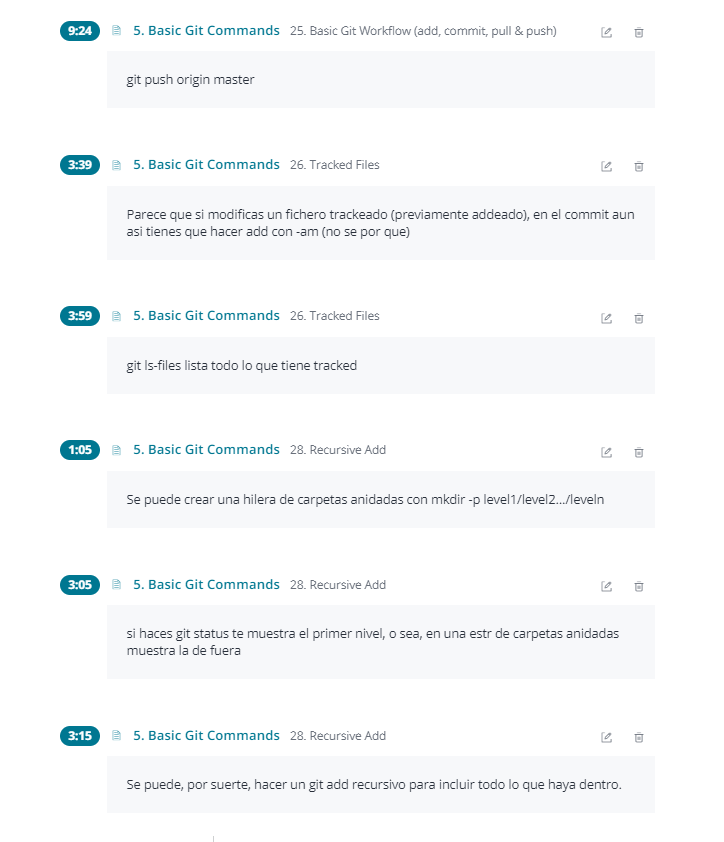 9:24 5. Basic Git Commands 25. Basic Git Workflow (add, commit, pull & push)
git push origin master
3:39 5. Basic Git Commands 26. Tracked Files
Parece que si modificas un fichero trackeado (previamente addeado), en el commit aun
asi tienes que hacer add con -am (no se por que)
3:59 5. Basic Git Commands 26. Tracked Files
git ls-files lista todo lo que tiene tracked
1:05 5. Basic Git Commands 28. Recursive Add
Se puede crear una hilera de carpetas anidadas con mkdir -p level1/level2.../leveln
3:05 5. Basic Git Commands 28. Recursive Add
si haces git status te muestra el primer nivel, o sea, en una estr de carpetas anidadas
muestra la de fuera
3:15 5. Basic Git Commands 28. Recursive Add
Se puede, por suerte, hacer un git add recursivo para incluir todo lo que haya dentro.